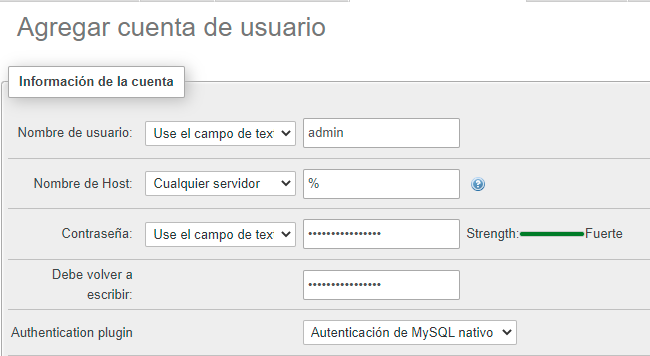 Agregar cuenta de usuario
Información de la cuenta
Nombre de usuario: Use el campo de tex admin
Nombre de Host: Cualquier servidor %
Contraseña: Use el campo de tex •••••••••••••••• Strength: Fuerte
Debe volver a
escribir: ••••••••••••••••
Authentication plugin Autenticación de MySQL nativo